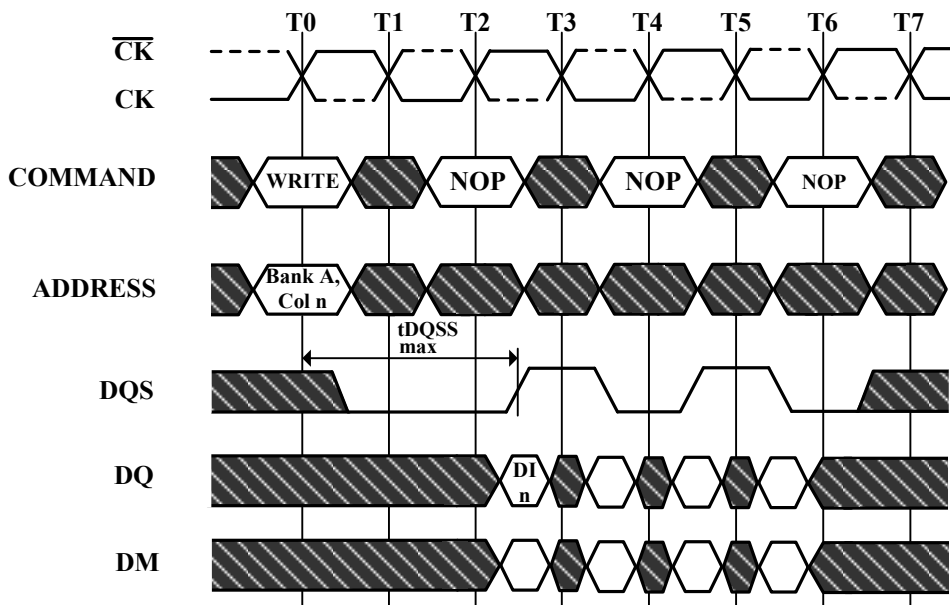 T0 T1 T2 T3 T4 T5 T6 T7
CK
CK
COMMAND
WRITE NOP NOP NOP
ADDRESS
Bank A,
Col n
tDQSS
max
DQS
DQ
DI
n
DM